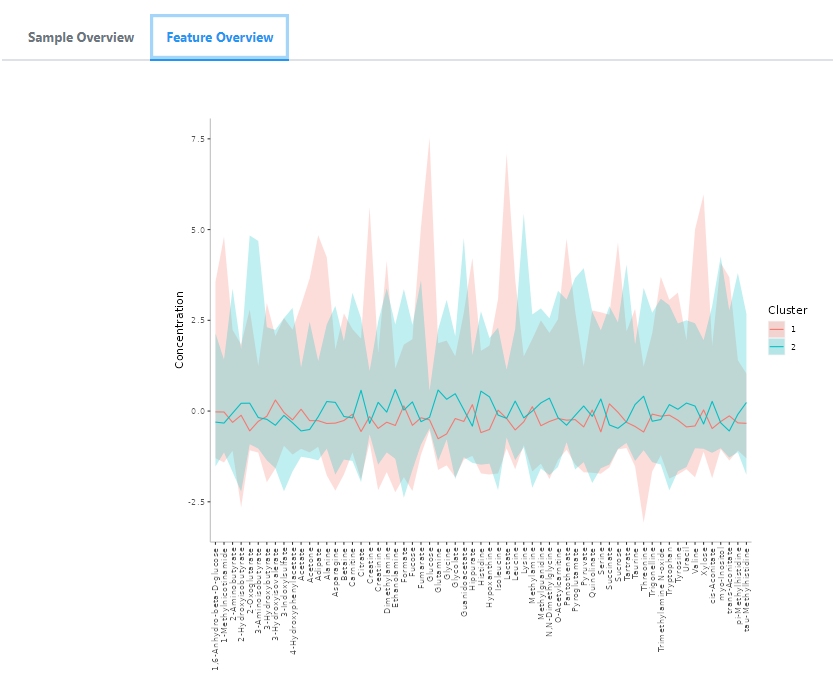 Sample Overview
Feature Overview
7.5
5.0
2.5
0.0
-2.5
Concentration
Cluster
1
2
1,6-Anhydro-beta-D-glucose
1-Methylnicotinamide
2-Aminobutyrate
2-Hydroxyisobutyrate
2-Oxoglutarate
3-Aminoisobutyrate
3-Hydroxybutyrate
3-Hydroxyisovalerate
3-Indoxylsulfate
4-Hydroxyphenylacetate
Acetate
Acetone
Adipate
Alanine
Asparagine
Betaine
Carnitine
Citrate
Creatine
Creatinine
Dimethylamine
Ethanolamine
Formate
Fucose
Fumarate
Glucose
Glutamine
Glycine
Glycolate
Guanidoacetate
Hippurate
Histidine
Hypoxanthine
Isoleucine
Lactate
Leucine
Lysine
Methylamine
Methylguanidine
N,N-Dimethylglycine
O-Acetylcarnitine
Pantothenate
Pyroglutamate
Pyruvate
Quinolinate
Serine
Succinate
Sucrose
Tartrate
Taurine
Threonine
Trigonelline
Trimethylamine N-oxide
Tryptophan
Tyrosine
Uracil
Valine
Xylose
cis-Aconitate
myo-Inositol
trans-Aconitate
pi-Methylhistidine
tau-Methylhistidine